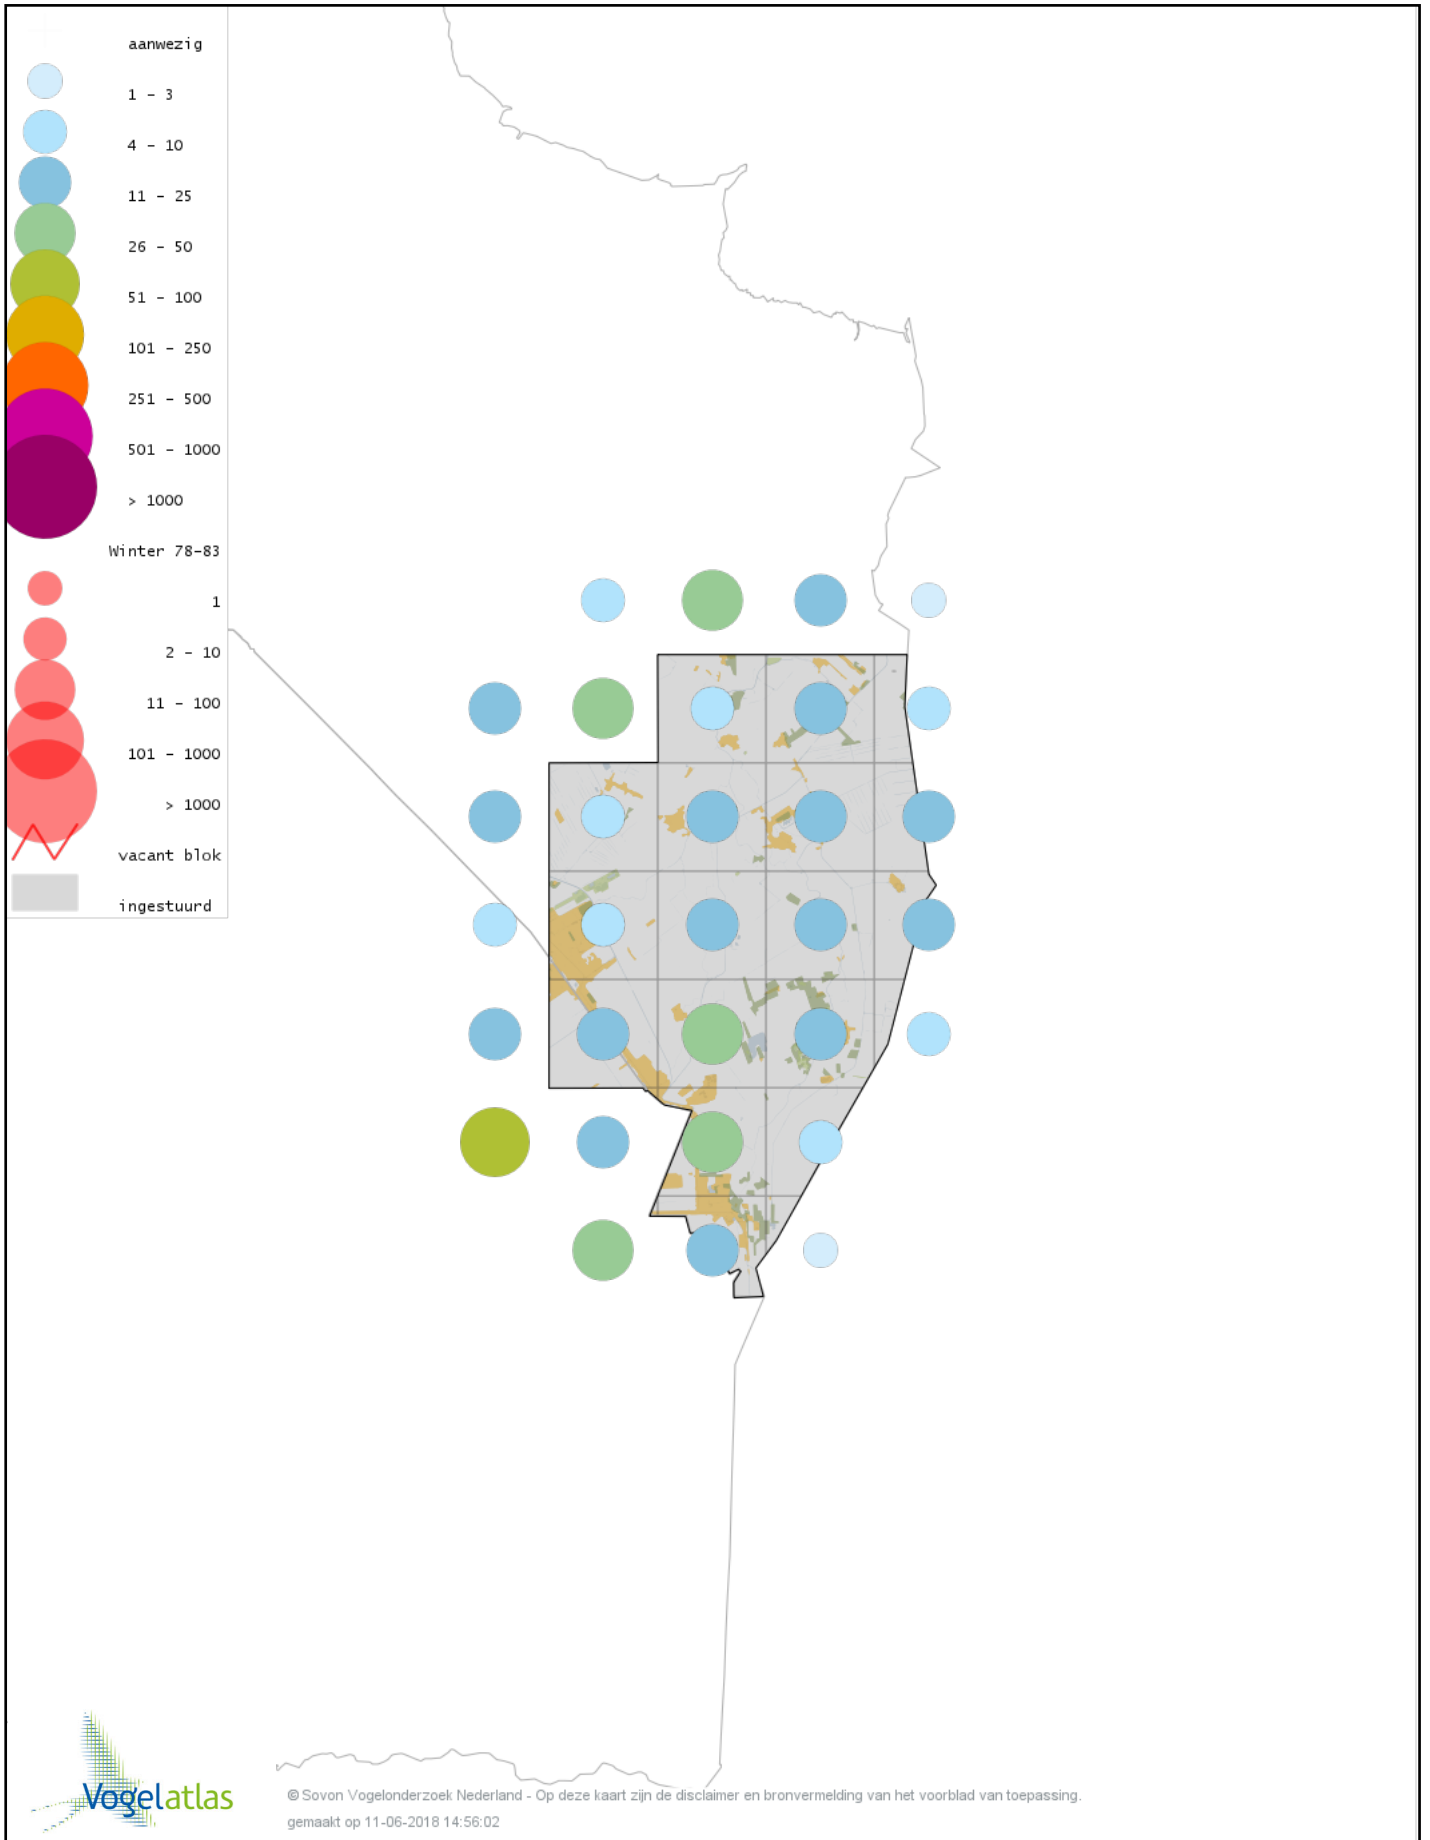 aanwezig
1 - 3
4 - 10
11 - 25
26 - 50
51 - 100
101 - 250
251 - 500
501 - 1000
> 1000
Winter 78-83
1
2 - 10
11 - 100
101 - 1000
> 1000
vacant blok
ingestuurd
Vogelatlas
© Sovon Vogelonderzoek Nederland - Op deze kaart zijn de disclaimer en bronvermelding van het voorblad van toepassing.
gemaakt op 11-06-2018 14:56:02